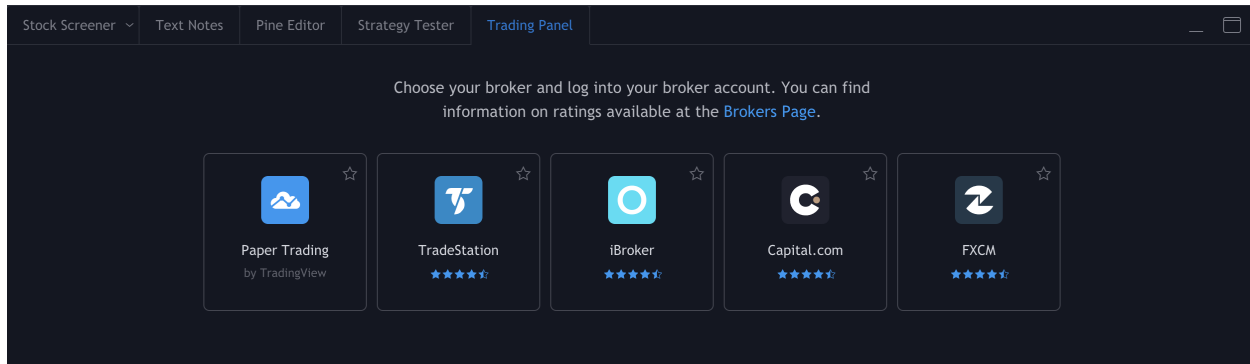 Stock Screener
Text Notes
Pine Editor
Strategy Tester
Trading Panel
Choose your broker and log into your broker account. You can find
information on ratings available at the Brokers Page.
Paper Trading
by TradingView
TradeStation
iBroker
Capital.com
FXCM